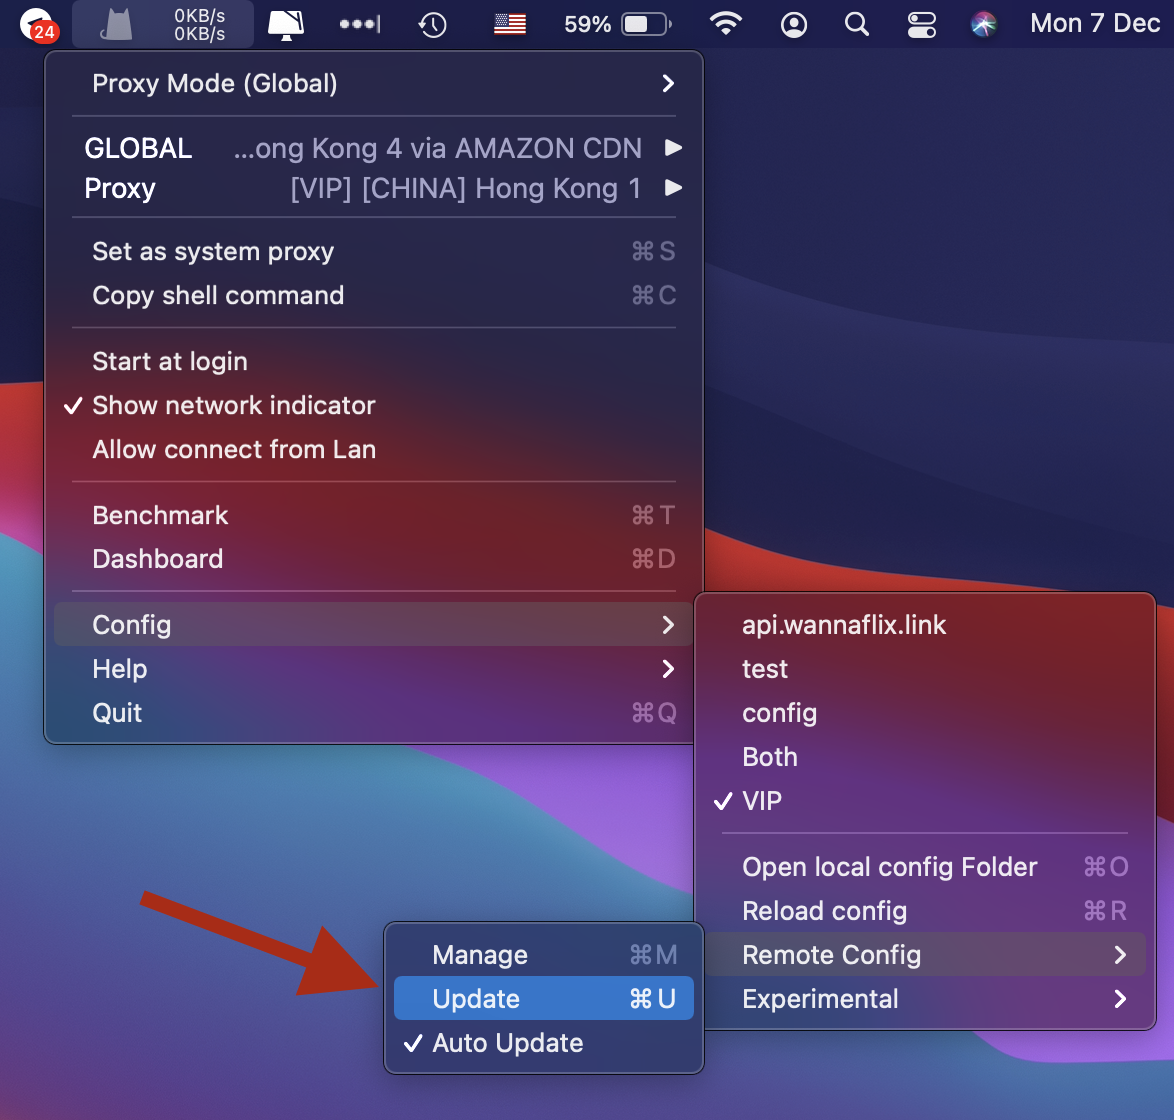 24
0KB/s
0KB/s
59%
Mon 7 Dec
Proxy Mode (Global)
GLOBAL ...ong Kong 4 via AMAZON CDN
Proxy [VIP] [CHINA] Hong Kong 1
Set as system proxy ⌘S
Copy shell command ⌘C
Start at login
✓ Show network indicator
Allow connect from Lan
Benchmark ⌘T
Dashboard ⌘D
Config
Help
Quit ⌘Q
api.wannaflix.link
test
config
Both
✓ VIP
Open local config Folder ⌘O
Reload config ⌘R
Remote Config
Experimental
Manage ⌘M
Update ⌘U
✓ Auto Update